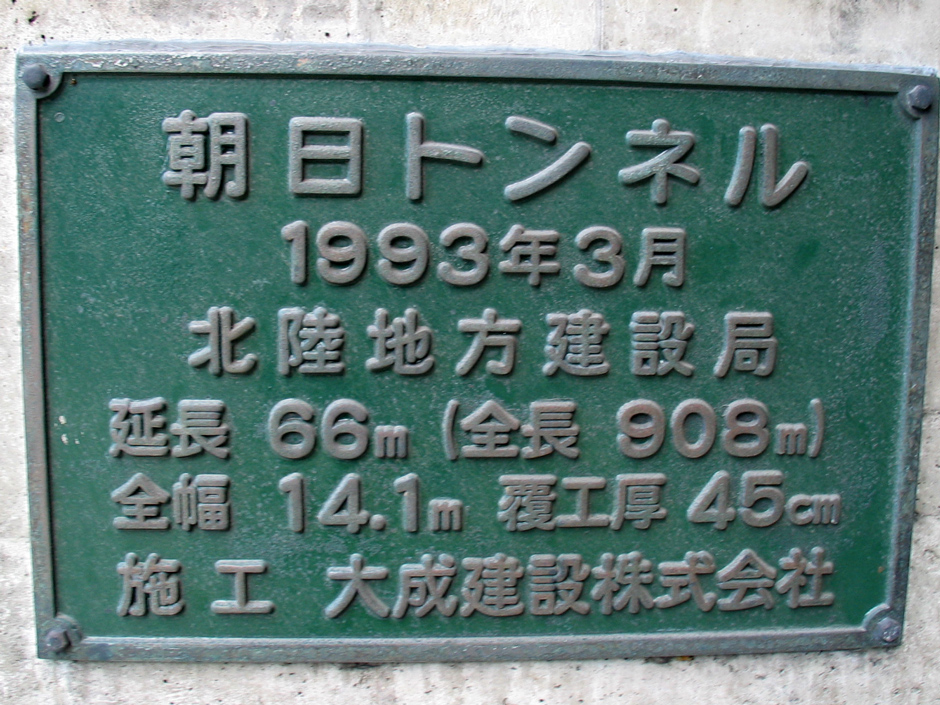 朝日トンネル
1993年3月
北陸地方建設局
延長 66m (全長 908m)
全幅 114.1m 覆工厚 45cm
施工 大成建設株式会社